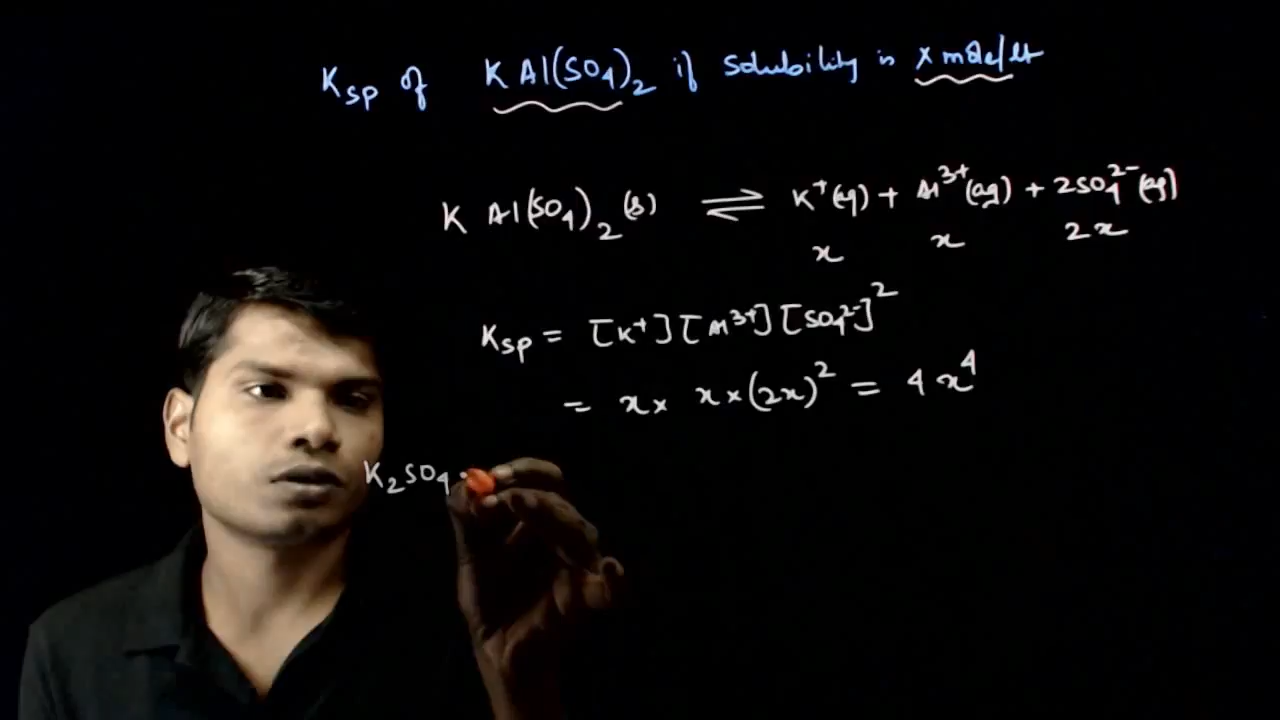 Ksp of KAl(SO4)2 if solubility is x mole/lt
KAl(SO4)2(s) ⇌ K⁺(aq) + Al³⁺(aq) + 2SO4²⁻(aq)
x x 2x
Ksp = [K⁺][Al³⁺][SO4²⁻]²
= x × x × (2x)² = 4x⁴
K2SO4